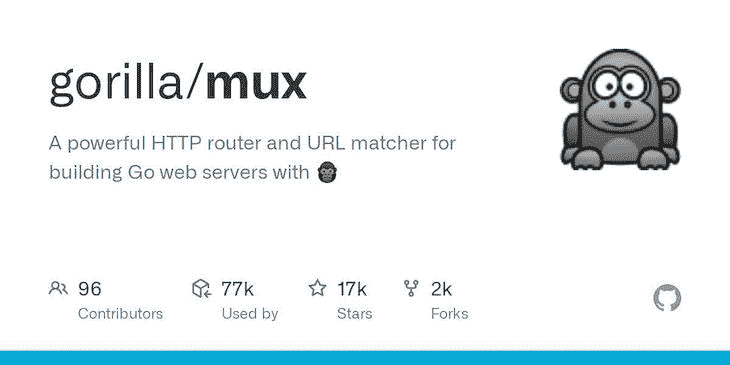 gorilla/mux
A powerful HTTP router and URL matcher for
building Go web servers with 🦍
96 77k 17k 2k
Contributors Used by Stars Forks